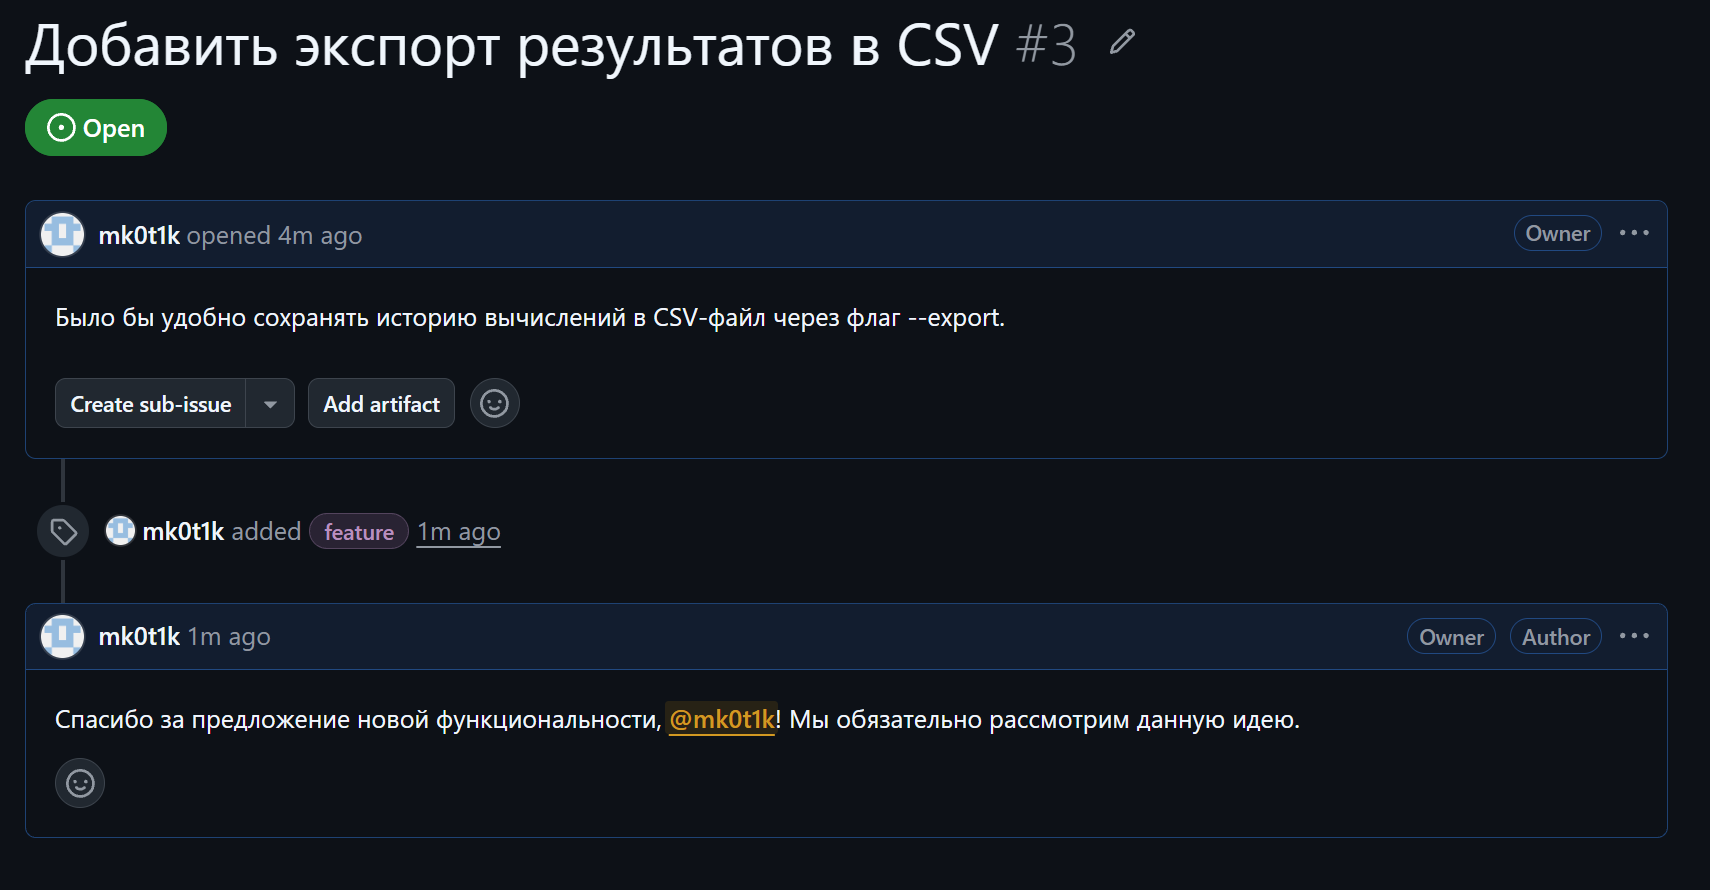 Добавить экспорт результатов в CSV #3
Open
mk0t1k opened 4m ago Owner
Было бы удобно сохранять историю вычислений в CSV-файл через флаг --export.
Create sub-issue Add artifact
mk0t1k added feature 1m ago
mk0t1k 1m ago Owner Author
Спасибо за предложение новой функциональности, @mk0t1k! Мы обязательно рассмотрим данную идею.